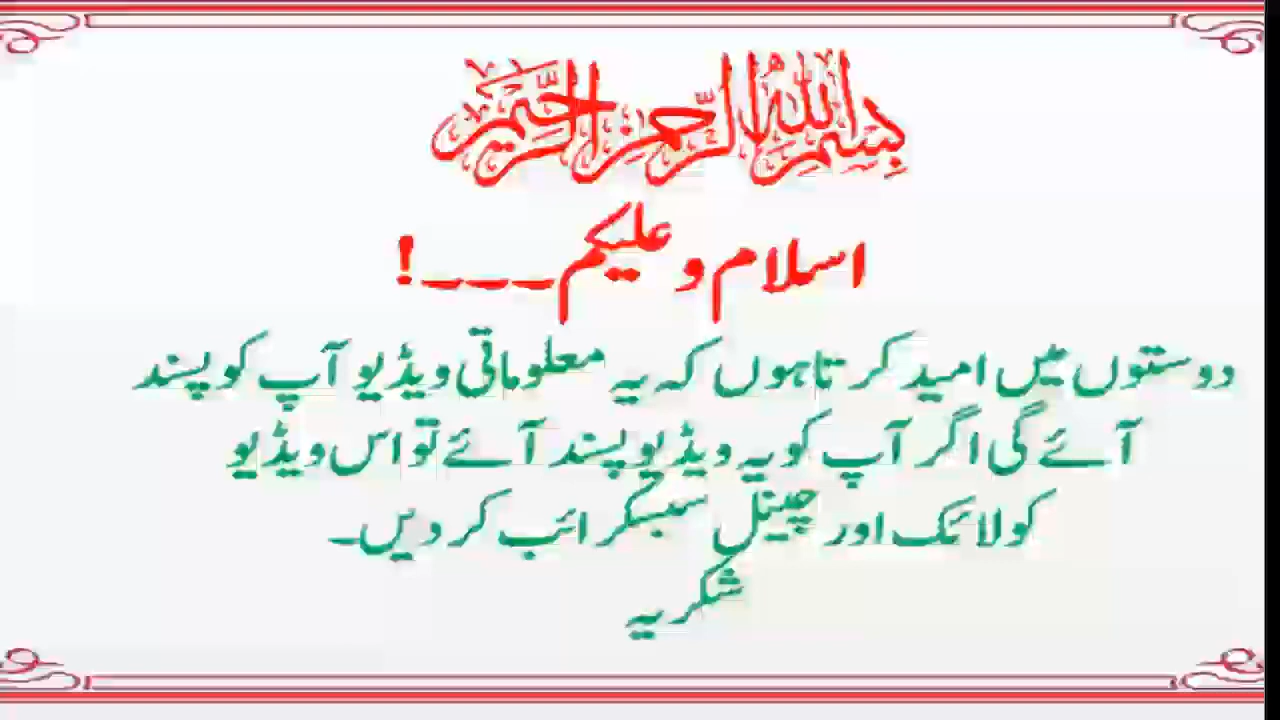 بسم اللہ الرحمن الرحیم
اسلام و علیکم۔۔۔!
دوستوں میں امید کرتا ہوں کہ یہ معلوماتی ویڈیو آپ کو پسند
آئے گی اگر آپ کو یہ ویڈیو پسند آئے تو اس ویڈیو
کو لائک اور چینل سبسکرائب کر دیں۔
شکریہ